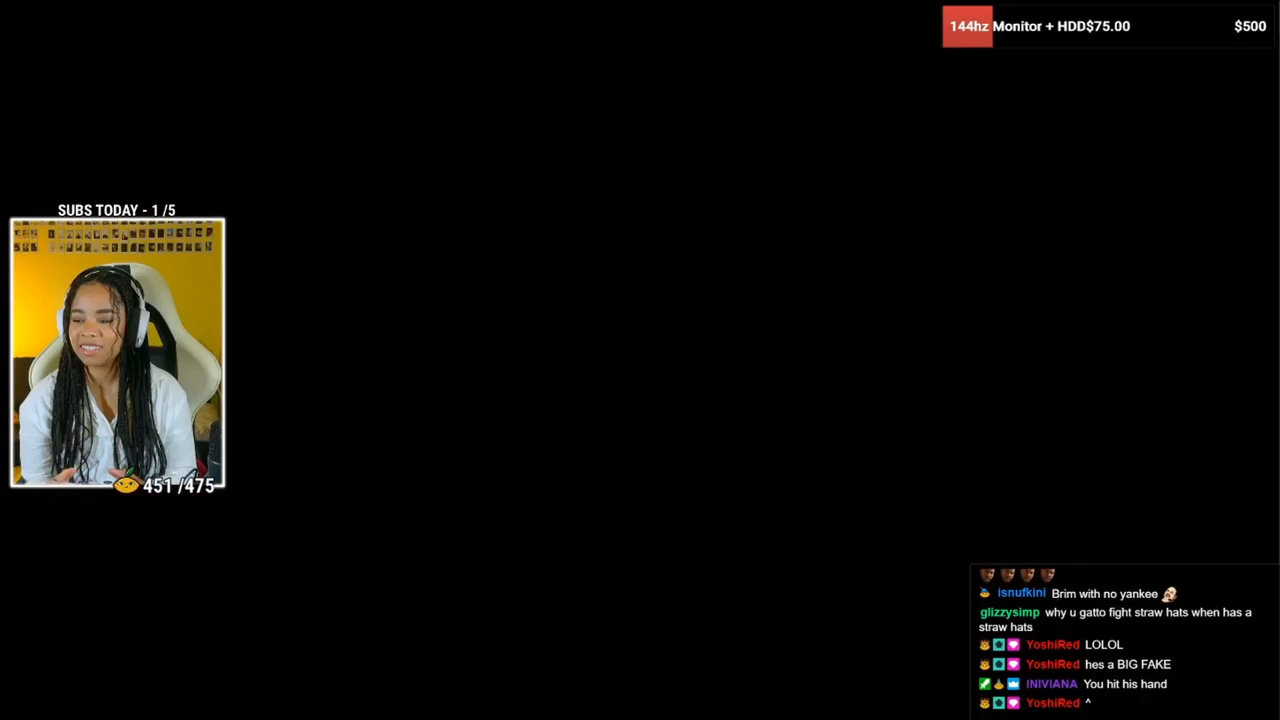 144hz Monitor + HDD$75.00 $500
SUBS TODAY - 1 /5
451 /475
isnufkini Brim with no yankee
glizzysimp why u gatto fight straw hats when has a
straw hats
YoshiRed LOLOL
YoshiRed hes a BIG FAKE
INIVIANA You hit his hand
YoshiRed ^